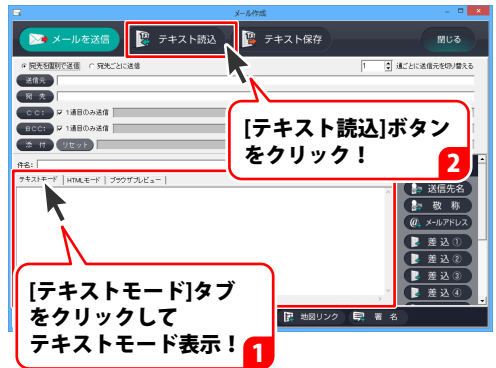 メール作成
メールを送信
テキスト読込
テキスト保存
閉じる
宛先を個別で送信 宛先ごとに送信
1 通ごとに送信元を切り替える
送信元
宛 先
CC: 1通目のみ送信
BCC: 1通目のみ送信
添 付 リセット
件名:
テキストモード HTMLモード ブラウザプレビュー
[テキスト読込]ボタン
をクリック!
2
送信先名
敬 称
メールアドレス
差込①
差込②
差込③
差込④
[テキストモード]タブ
をクリックして
テキストモード表示!
1
地図リンク
署 名